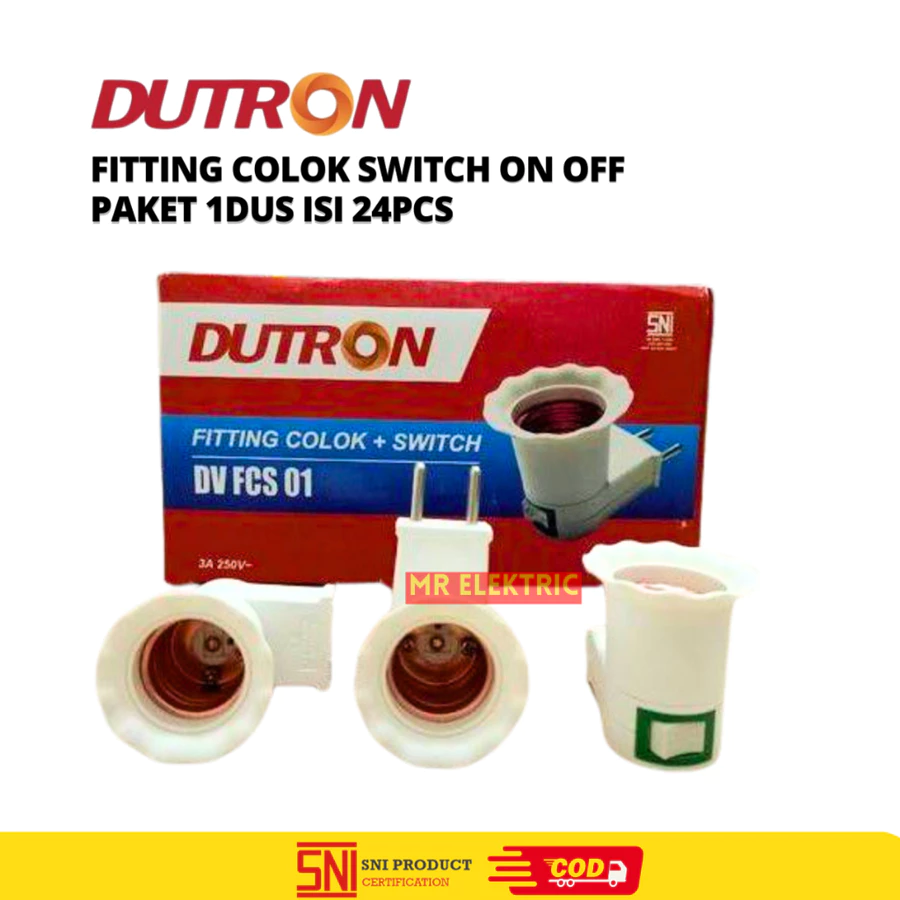 DUTRON
FITTING COLOK SWITCH ON OFF
PAKET 1DUS ISI 24PCS
DUTRON
SNI
FITTING COLOK + SWITCH
DV FCS 01
3A 250V~
MR ELEKTRIC
SNI SNI PRODUCT
CERTIFICATION
COD